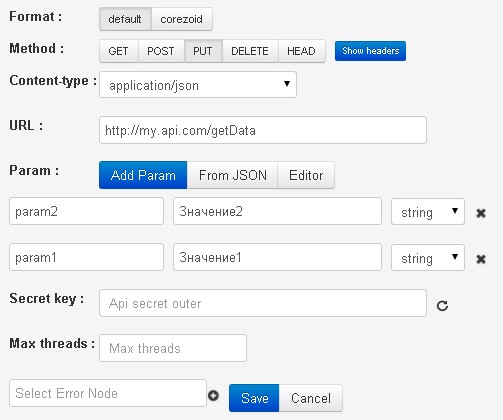 Format : default corezoid
Method : GET POST PUT DELETE HEAD Show headers
Content-type : application/json
URL : http://my.api.com/getData
Param : Add Param From JSON Editor
param2 Значение2 string
param1 Значение1 string
Secret key : Api secret outer
Max threads : Max threads
Select Error Node Save Cancel